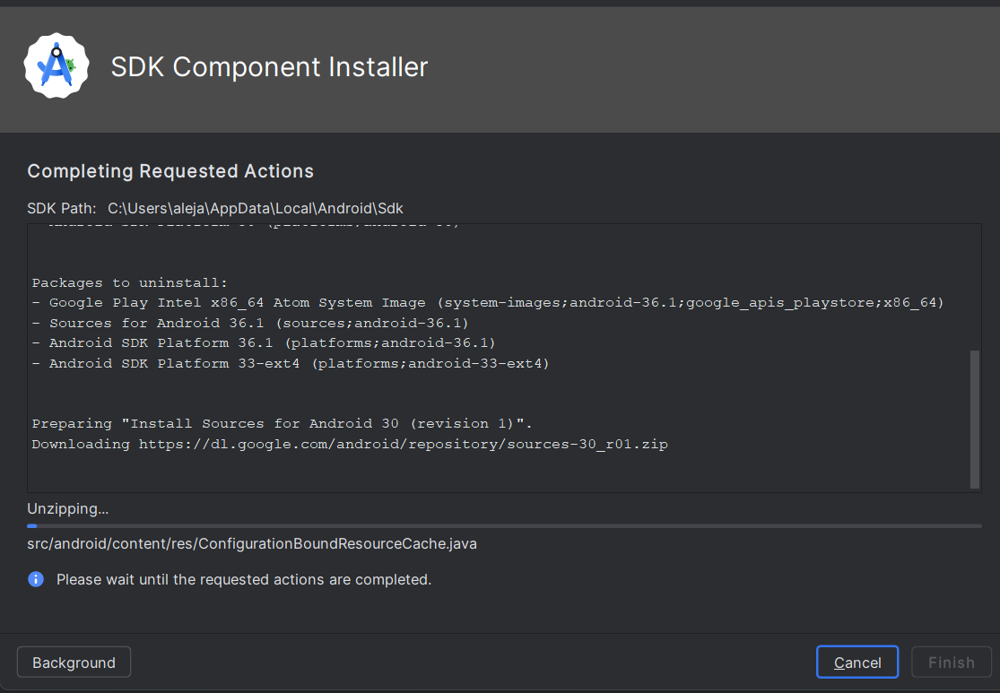 SDK Component Installer
Completing Requested Actions
SDK Path: C:\Users\aleja\AppData\Local\Android\Sdk
Packages to uninstall:
- Google Play Intel x86_64 Atom System Image (system-images;android-36.1;google_apis_playstore;x86_64)
- Sources for Android 36.1 (sources;android-36.1)
- Android SDK Platform 36.1 (platforms;android-36.1)
- Android SDK Platform 33-ext4 (platforms;android-33-ext4)
Preparing "Install Sources for Android 30 (revision 1)".
Downloading https://dl.google.com/android/repository/sources-30_r01.zip
Unzipping...
src/android/content/res/ConfigurationBoundResourceCache.java
Please wait until the requested actions are completed.
Background
Cancel
Finish